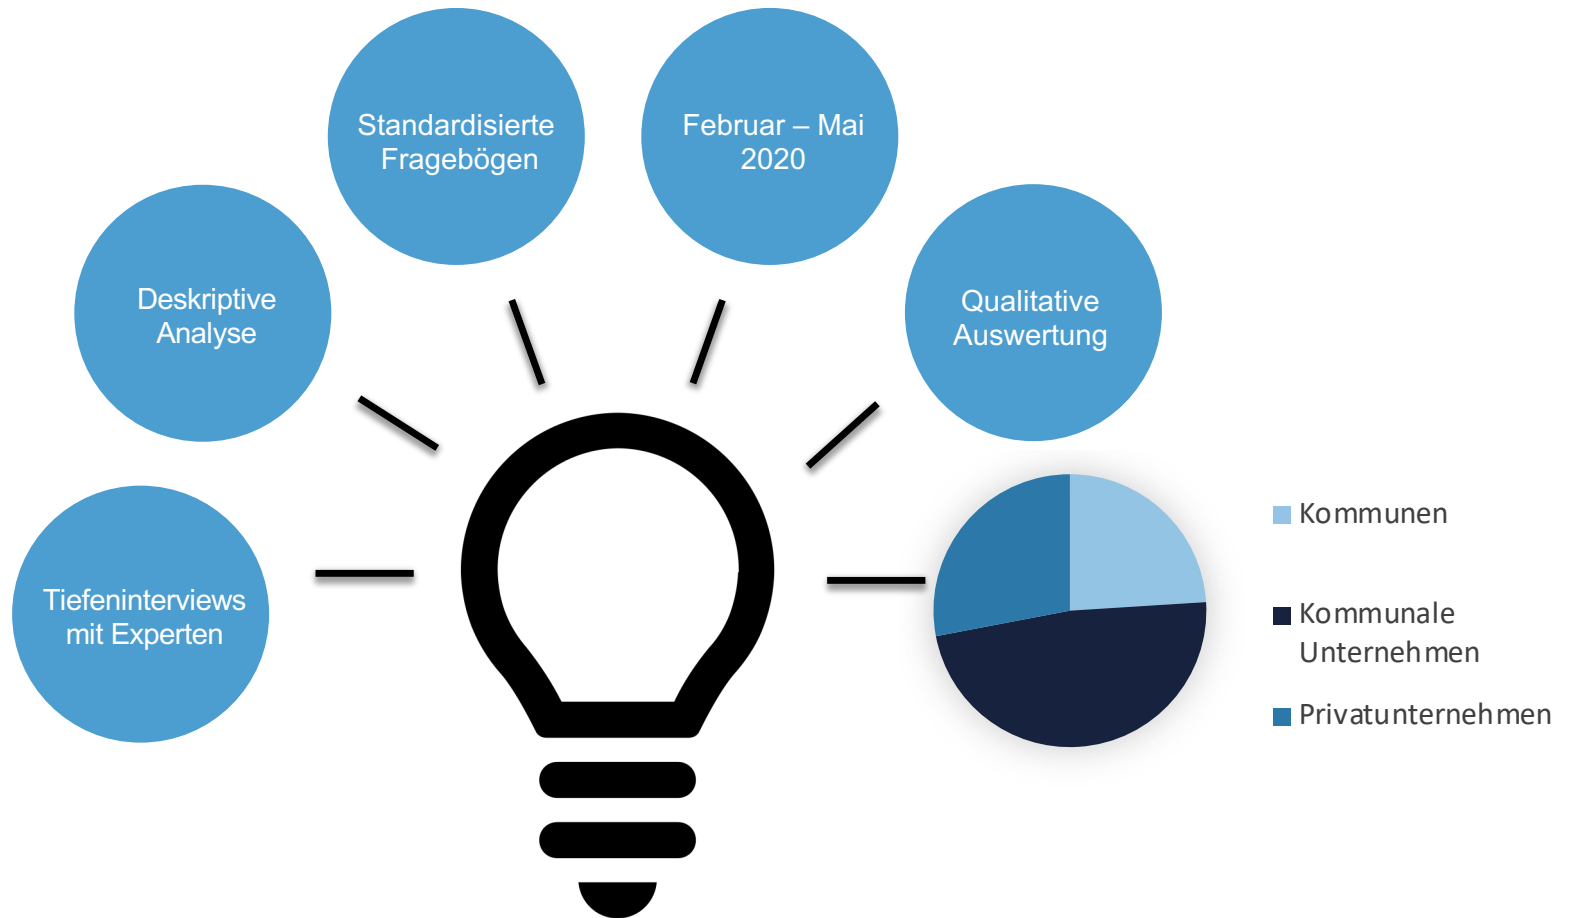 Standardisierte
Fragebögen
Februar – Mai
2020
Deskriptive
Analyse
Qualitative
Auswertung
Tiefeninterviews
mit Experten
Kommunen
Kommunale
Unternehmen
Privatunternehmen